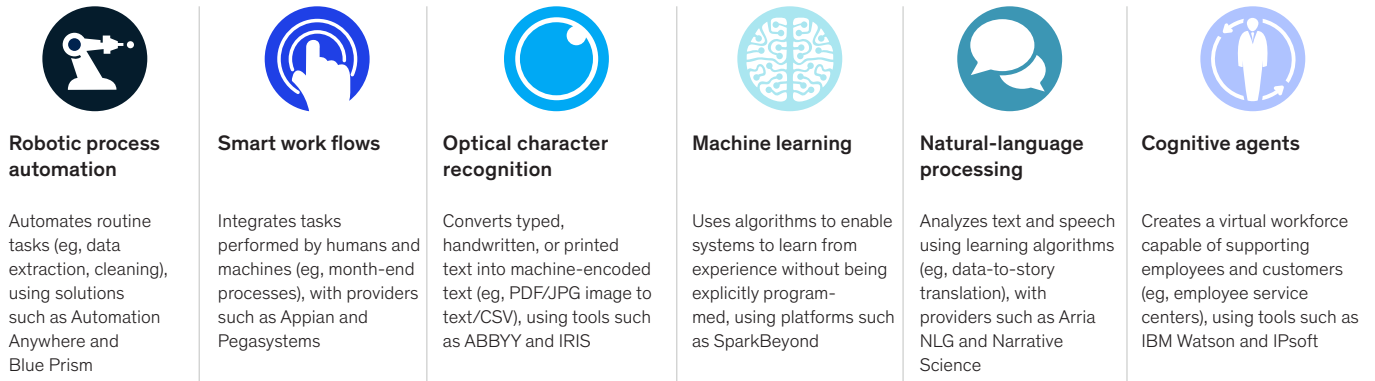 Robotic process
automation
Automates routine
tasks (eg, data
extraction, cleaning),
using solutions
such as Automation
Anywhere and
Blue Prism
Smart work flows
Integrates tasks
performed by humans and
machines (eg, month-end
processes), with providers
such as Appian and
Pegasystems
Optical character
recognition
Converts typed,
handwritten, or printed
text into machine-encoded
text (eg, PDF/JPG image to
text/CSV), using tools such
as ABBYY and IRIS
Machine learning
Uses algorithms to enable
systems to learn from
experience without being
explicitly program-
med, using platforms such
as SparkBeyond
Natural-language
processing
Analyzes text and speech
using learning algorithms
(eg, data-to-story
translation), with
providers such as Arria
NLG and Narrative
Science
Cognitive agents
Creates a virtual workforce
capable of supporting
employees and customers
(eg, employee service
centers), using tools such as
IBM Watson and IPsoft